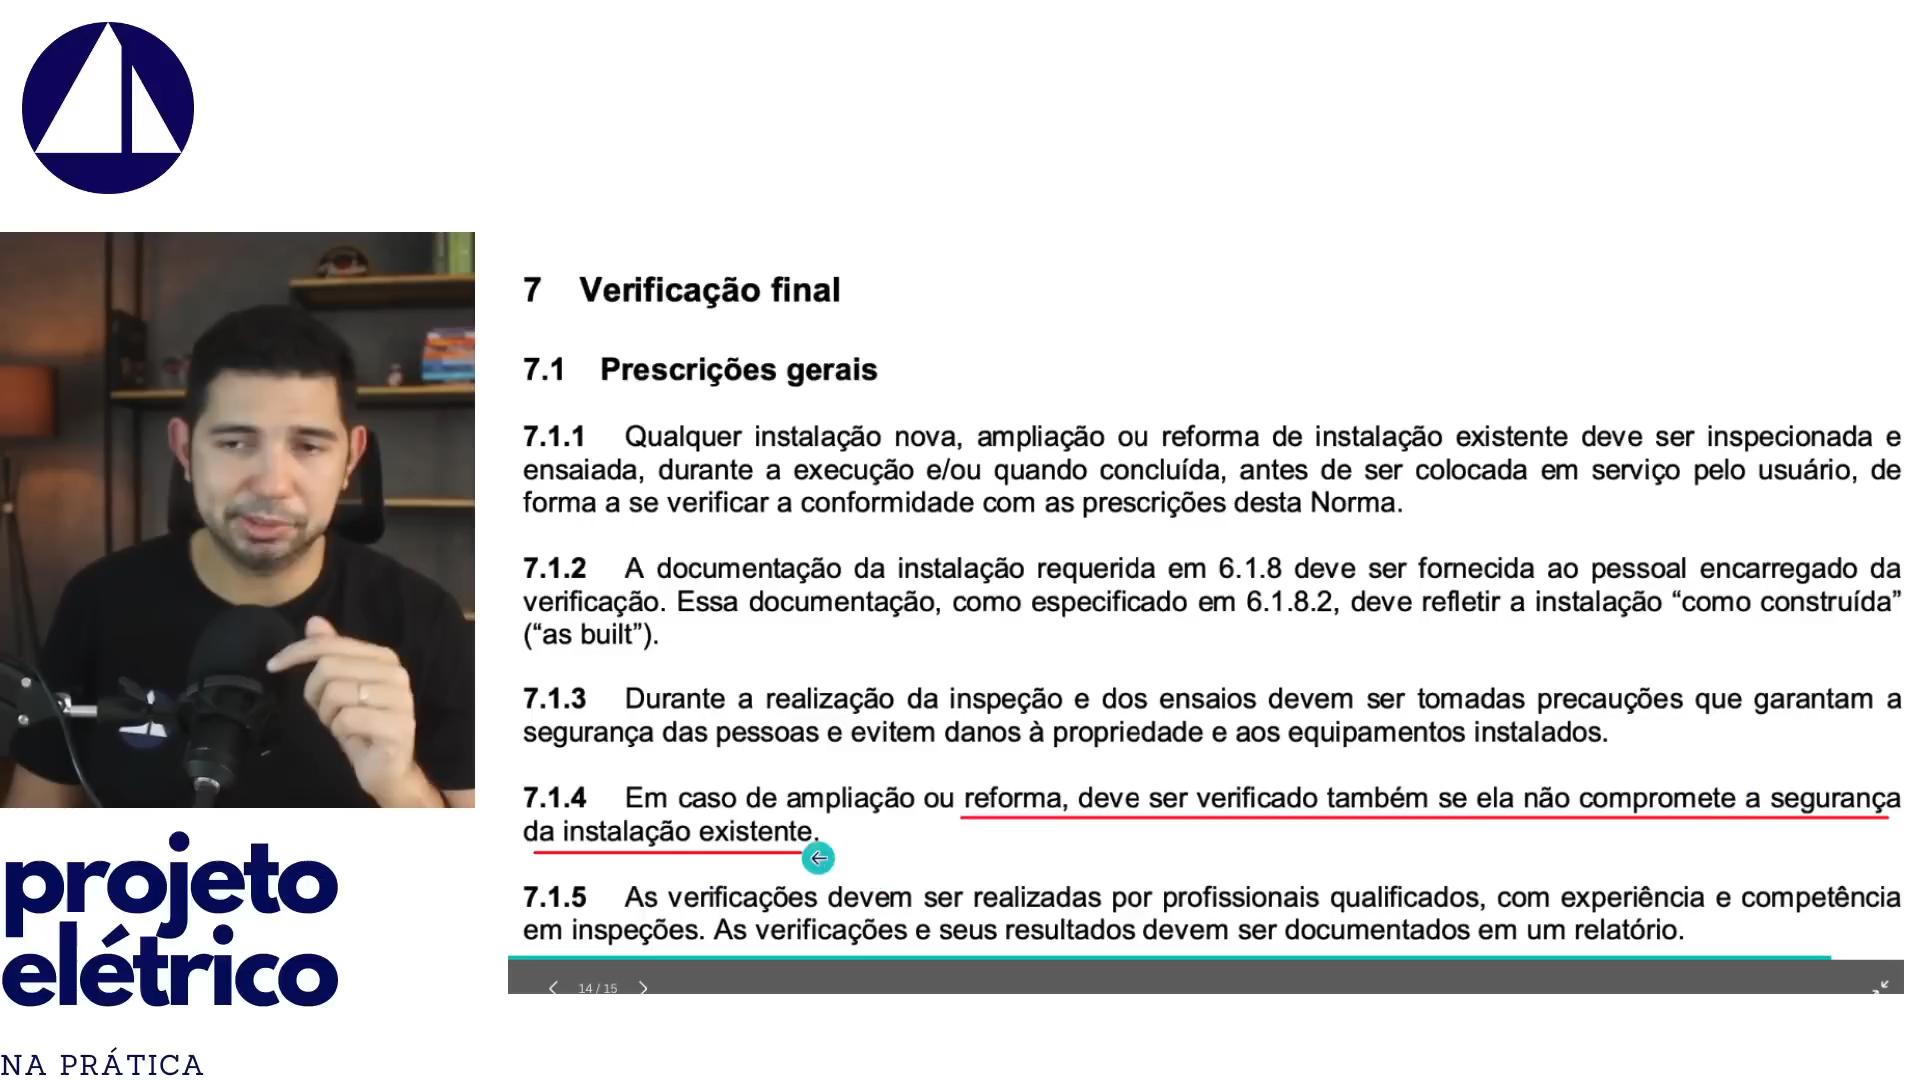 7 Verificação final
7.1 Prescrições gerais
7.1.1 Qualquer instalação nova, ampliação ou reforma de instalação existente deve ser inspecionada e
ensaiada, durante a execução e/ou quando concluída, antes de ser colocada em serviço pelo usuário, de
forma a se verificar a conformidade com as prescrições desta Norma.
7.1.2 A documentação da instalação requerida em 6.1.8 deve ser fornecida ao pessoal encarregado da
verificação. Essa documentação, como especificado em 6.1.8.2, deve refletir a instalação “como construída”
(“as built”).
7.1.3 Durante a realização da inspeção e dos ensaios devem ser tomadas precauções que garantam a
segurança das pessoas e evitem danos à propriedade e aos equipamentos instalados.
7.1.4 Em caso de ampliação ou reforma, deve ser verificado também se ela não compromete a segurança
da instalação existente.
7.1.5 As verificações devem ser realizadas por profissionais qualificados, com experiência e competência
em inspeções. As verificações e seus resultados devem ser documentados em um relatório.
14 / 15
projeto
elétrico
NA PRÁTICA